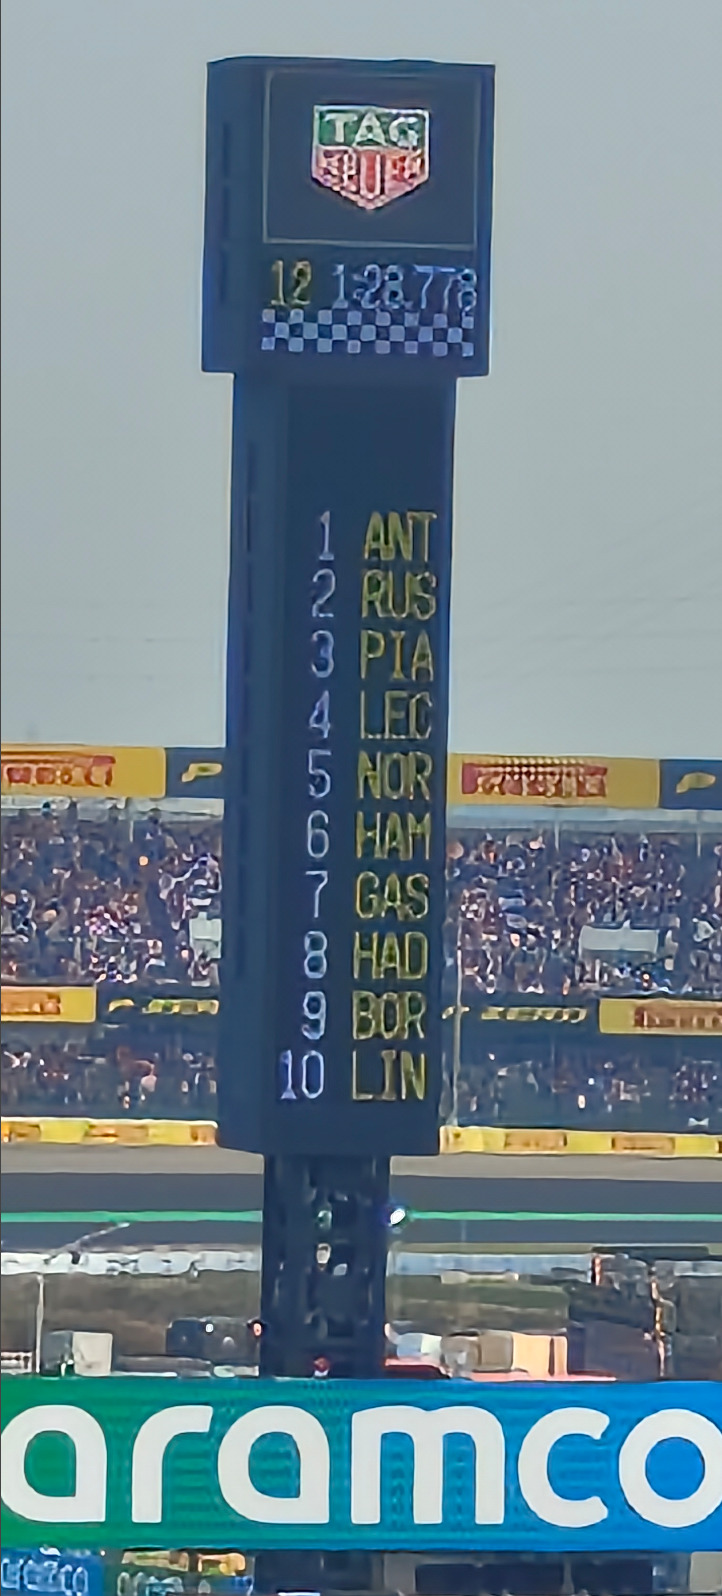 TAG
12 1:28.778
1 ANT
2 RUS
3 PIA
4 LEC
5 NOR
6 HAM
7 GAS
8 HAD
9 BOR
10 LIN
aramco